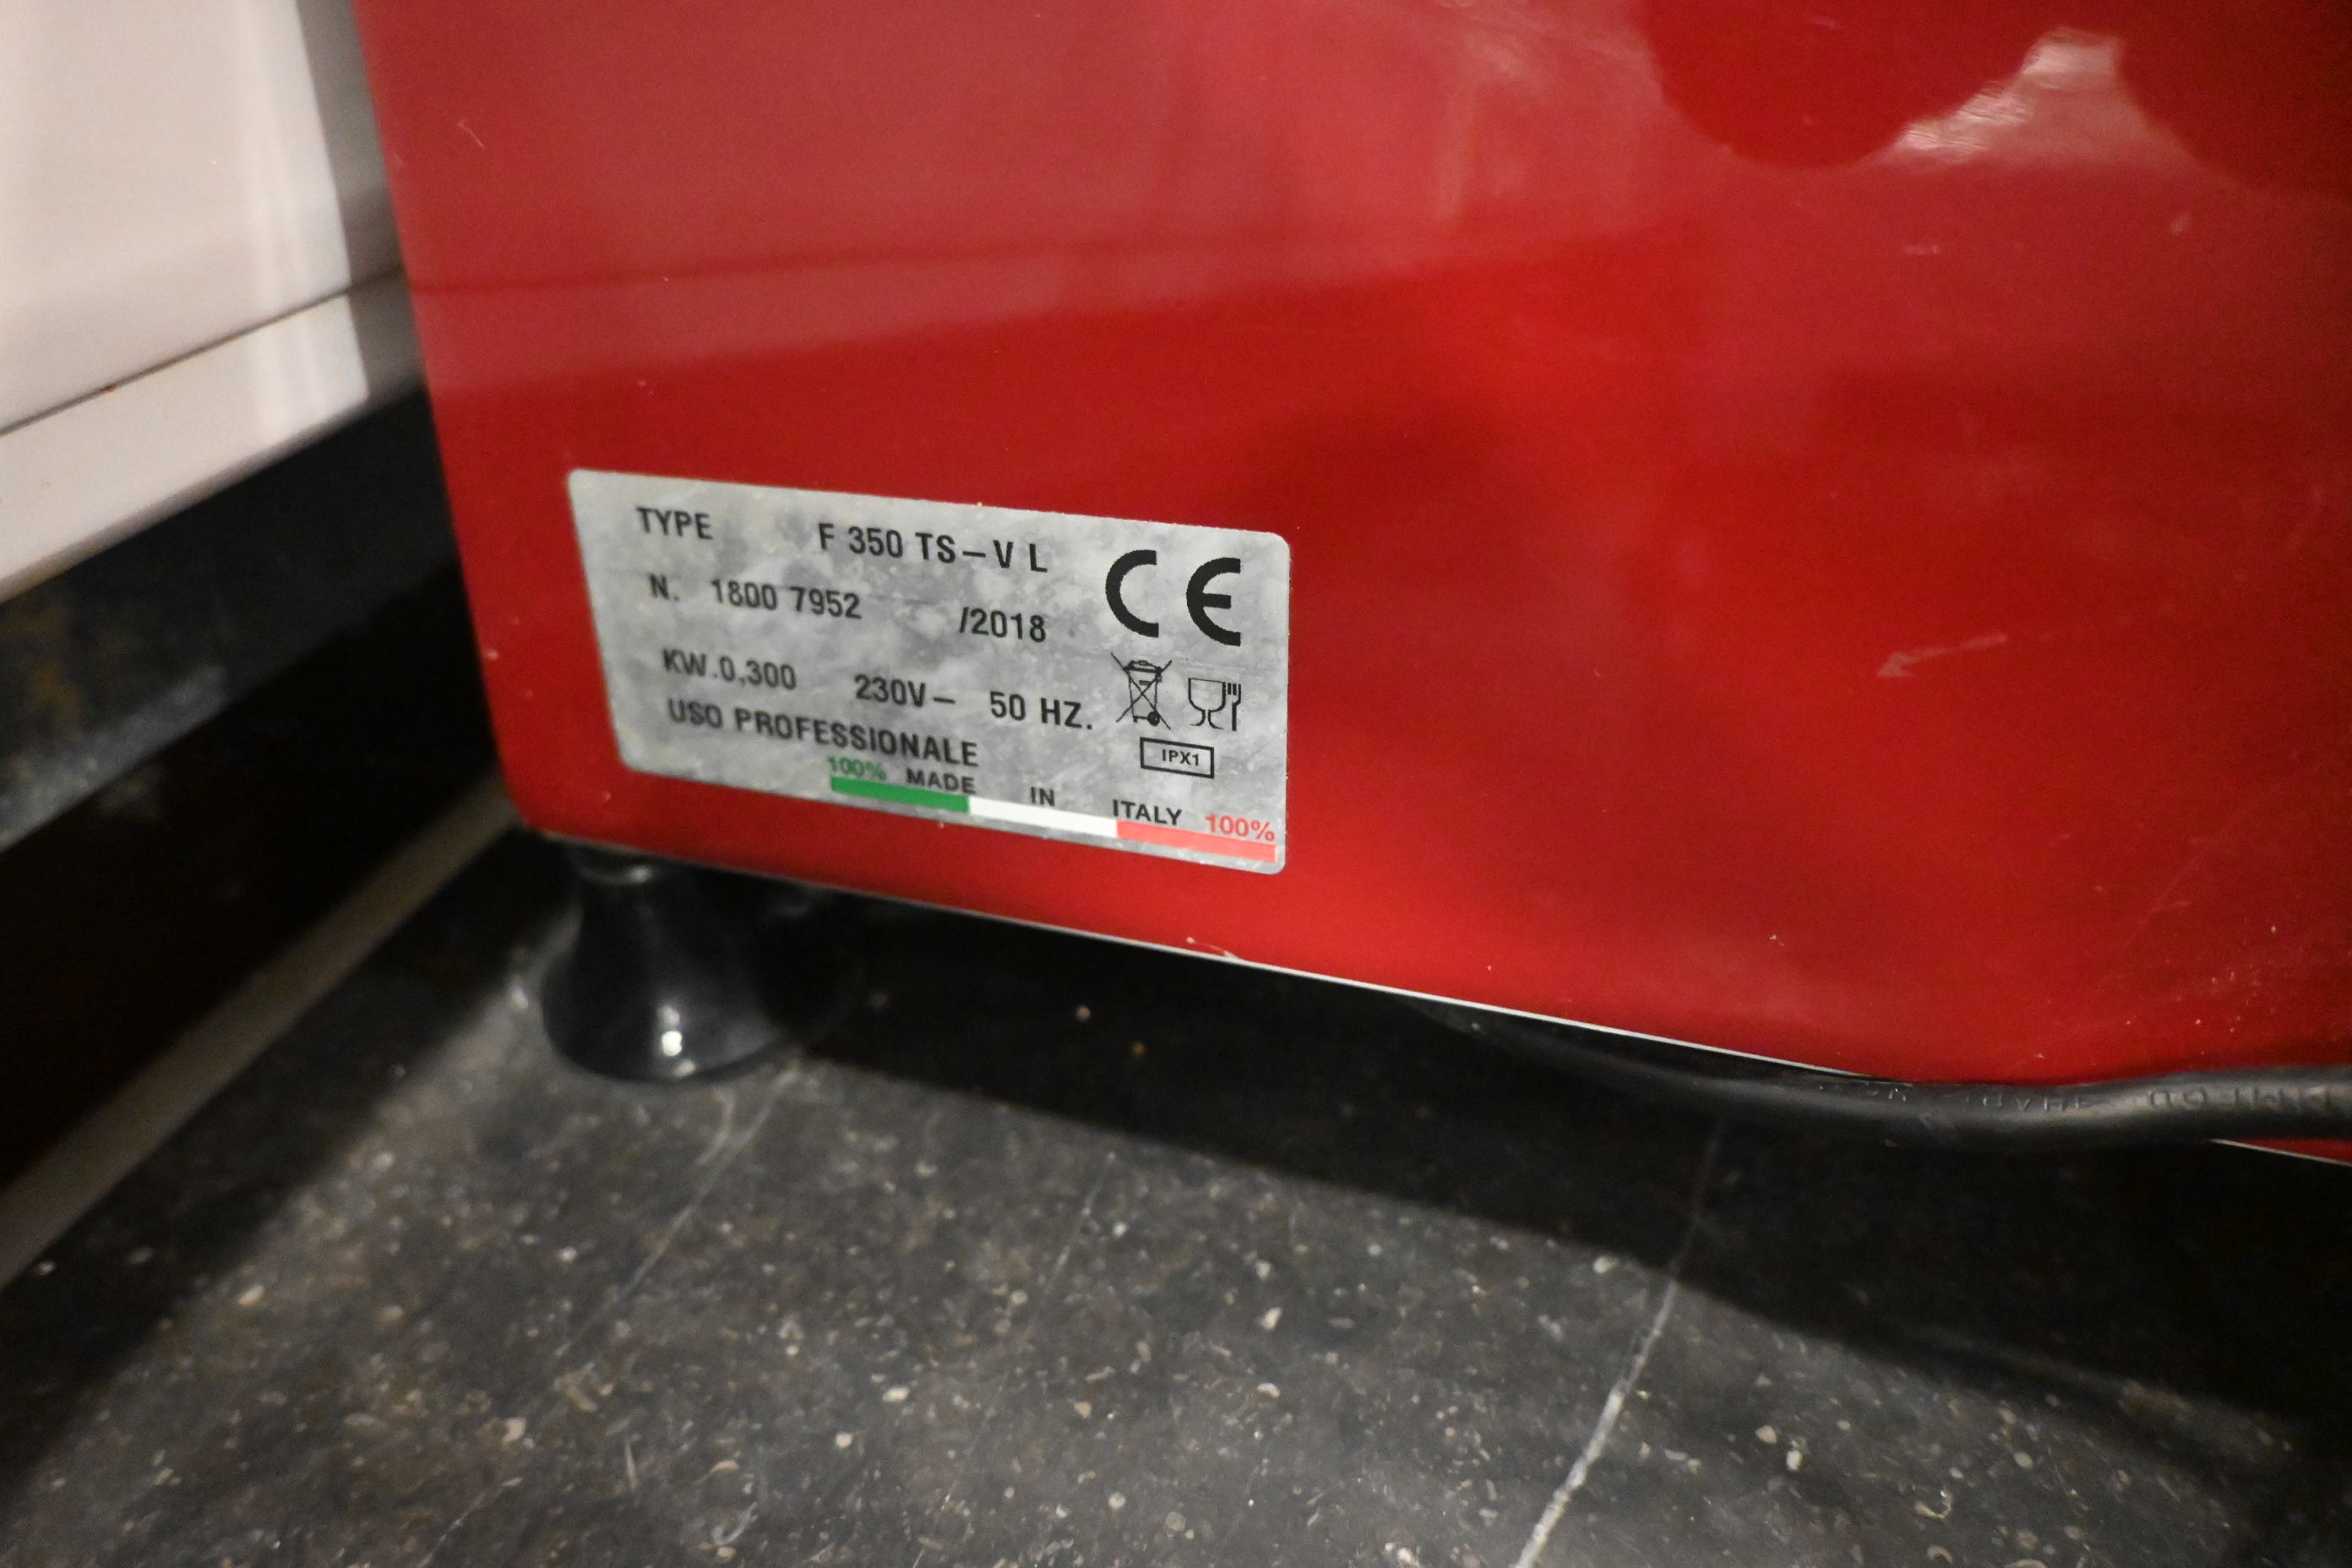 TYPE F 350 TS–V L
N. 1800 7952 /2018
CE
KW.0,300 230V– 50 HZ.
USO PROFESSIONALE
IPX1
100% MADE IN ITALY 100%